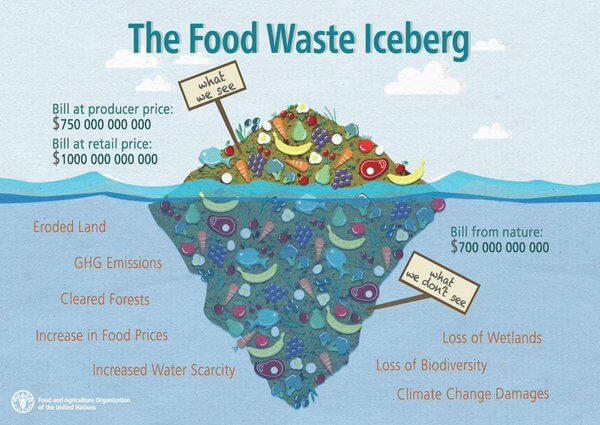 The Food Waste Iceberg
what
we see
Bill at producer price:
$750 000 000 000
Bill at retail price:
$1000 000 000 000
Eroded Land
GHG Emissions
Cleared Forests
Increase in Food Prices
Increased Water Scarcity
Bill from nature:
$700 000 000 000
what
we don't see
Loss of Wetlands
Loss of Biodiversity
Climate Change Damages
Food and Agriculture Organization
of the United Nations